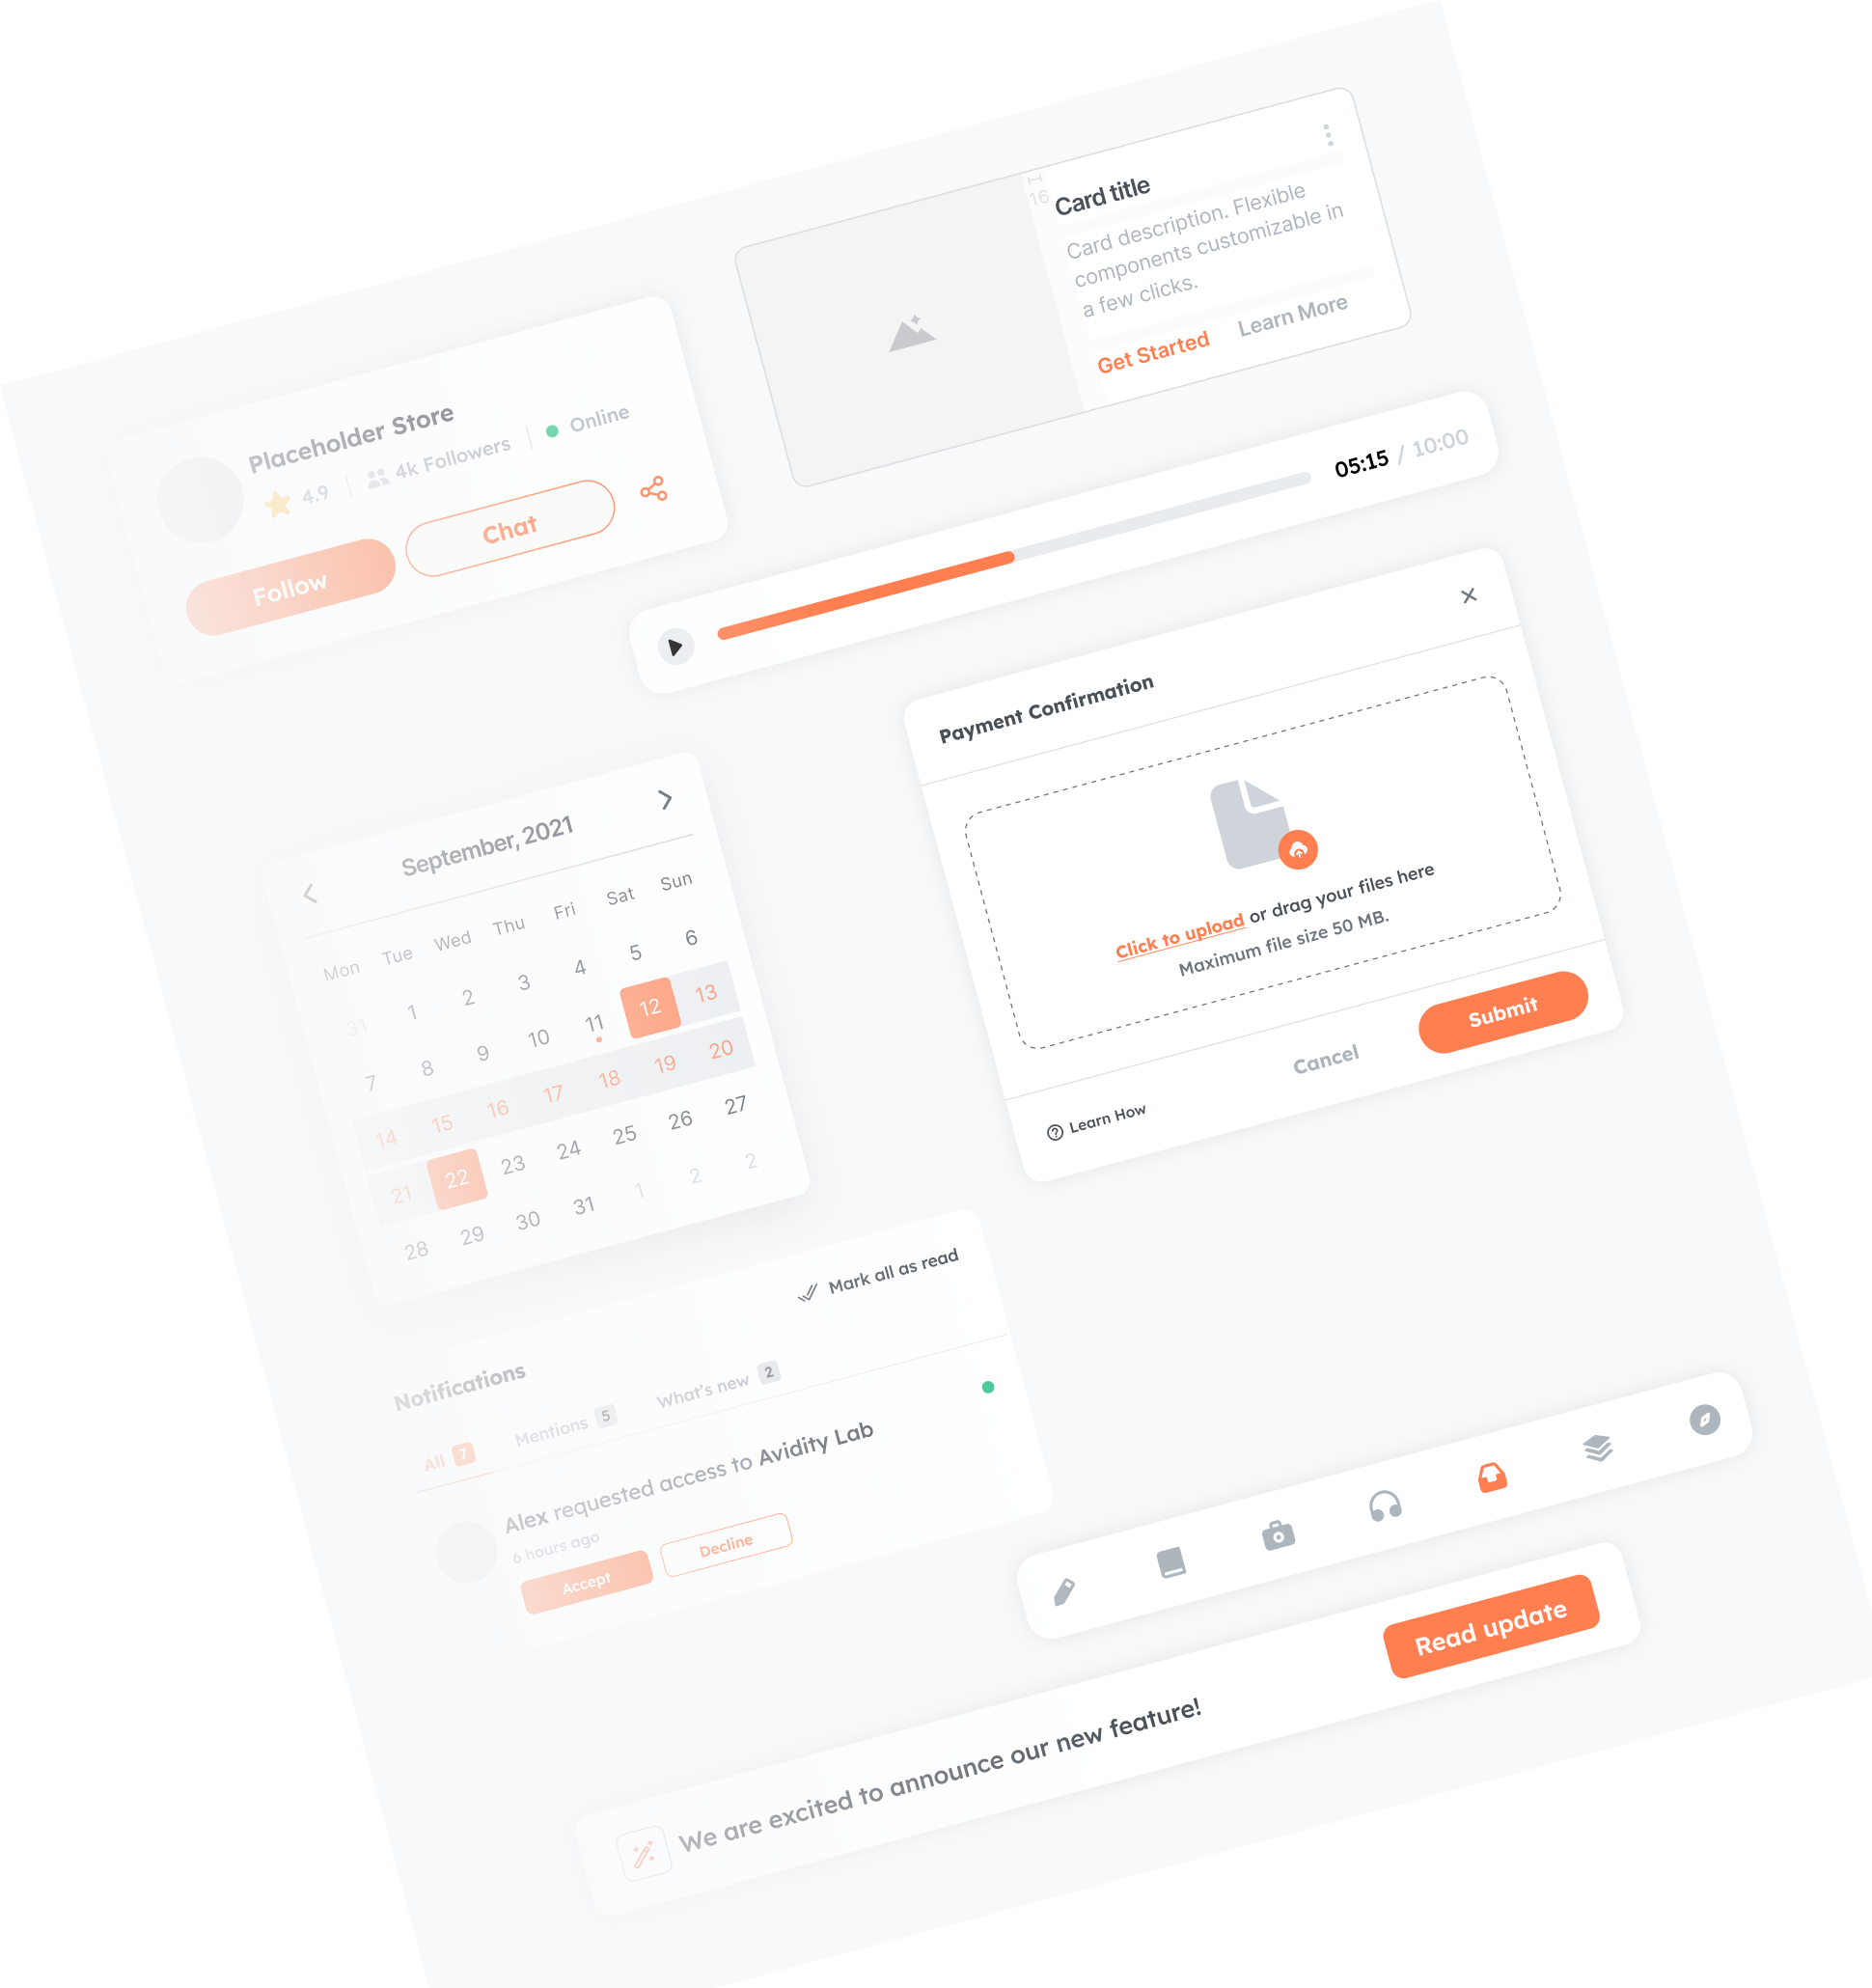 16
Card title
Card description. Flexible
components customizable in
a few clicks.
Get Started Learn More
Placeholder Store
4.9 4k Followers Online
Follow Chat
05:15 / 10:00
Payment Confirmation
Click to upload or drag your files here
Maximum file size 50 MB.
Learn How Cancel Submit
September, 2021
Mon Tue Wed Thu Fri Sat Sun
31 1 2 3 4 5 6
7 8 9 10 11 12 13
14 15 16 17 18 19 20
21 22 23 24 25 26 27
28 29 30 31 1 2 2
Notifications Mark all as read
All 7 Mentions 5 What's new 2
Alex requested access to Avidity Lab
6 hours ago
Accept Decline
We are excited to announce our new feature! Read update